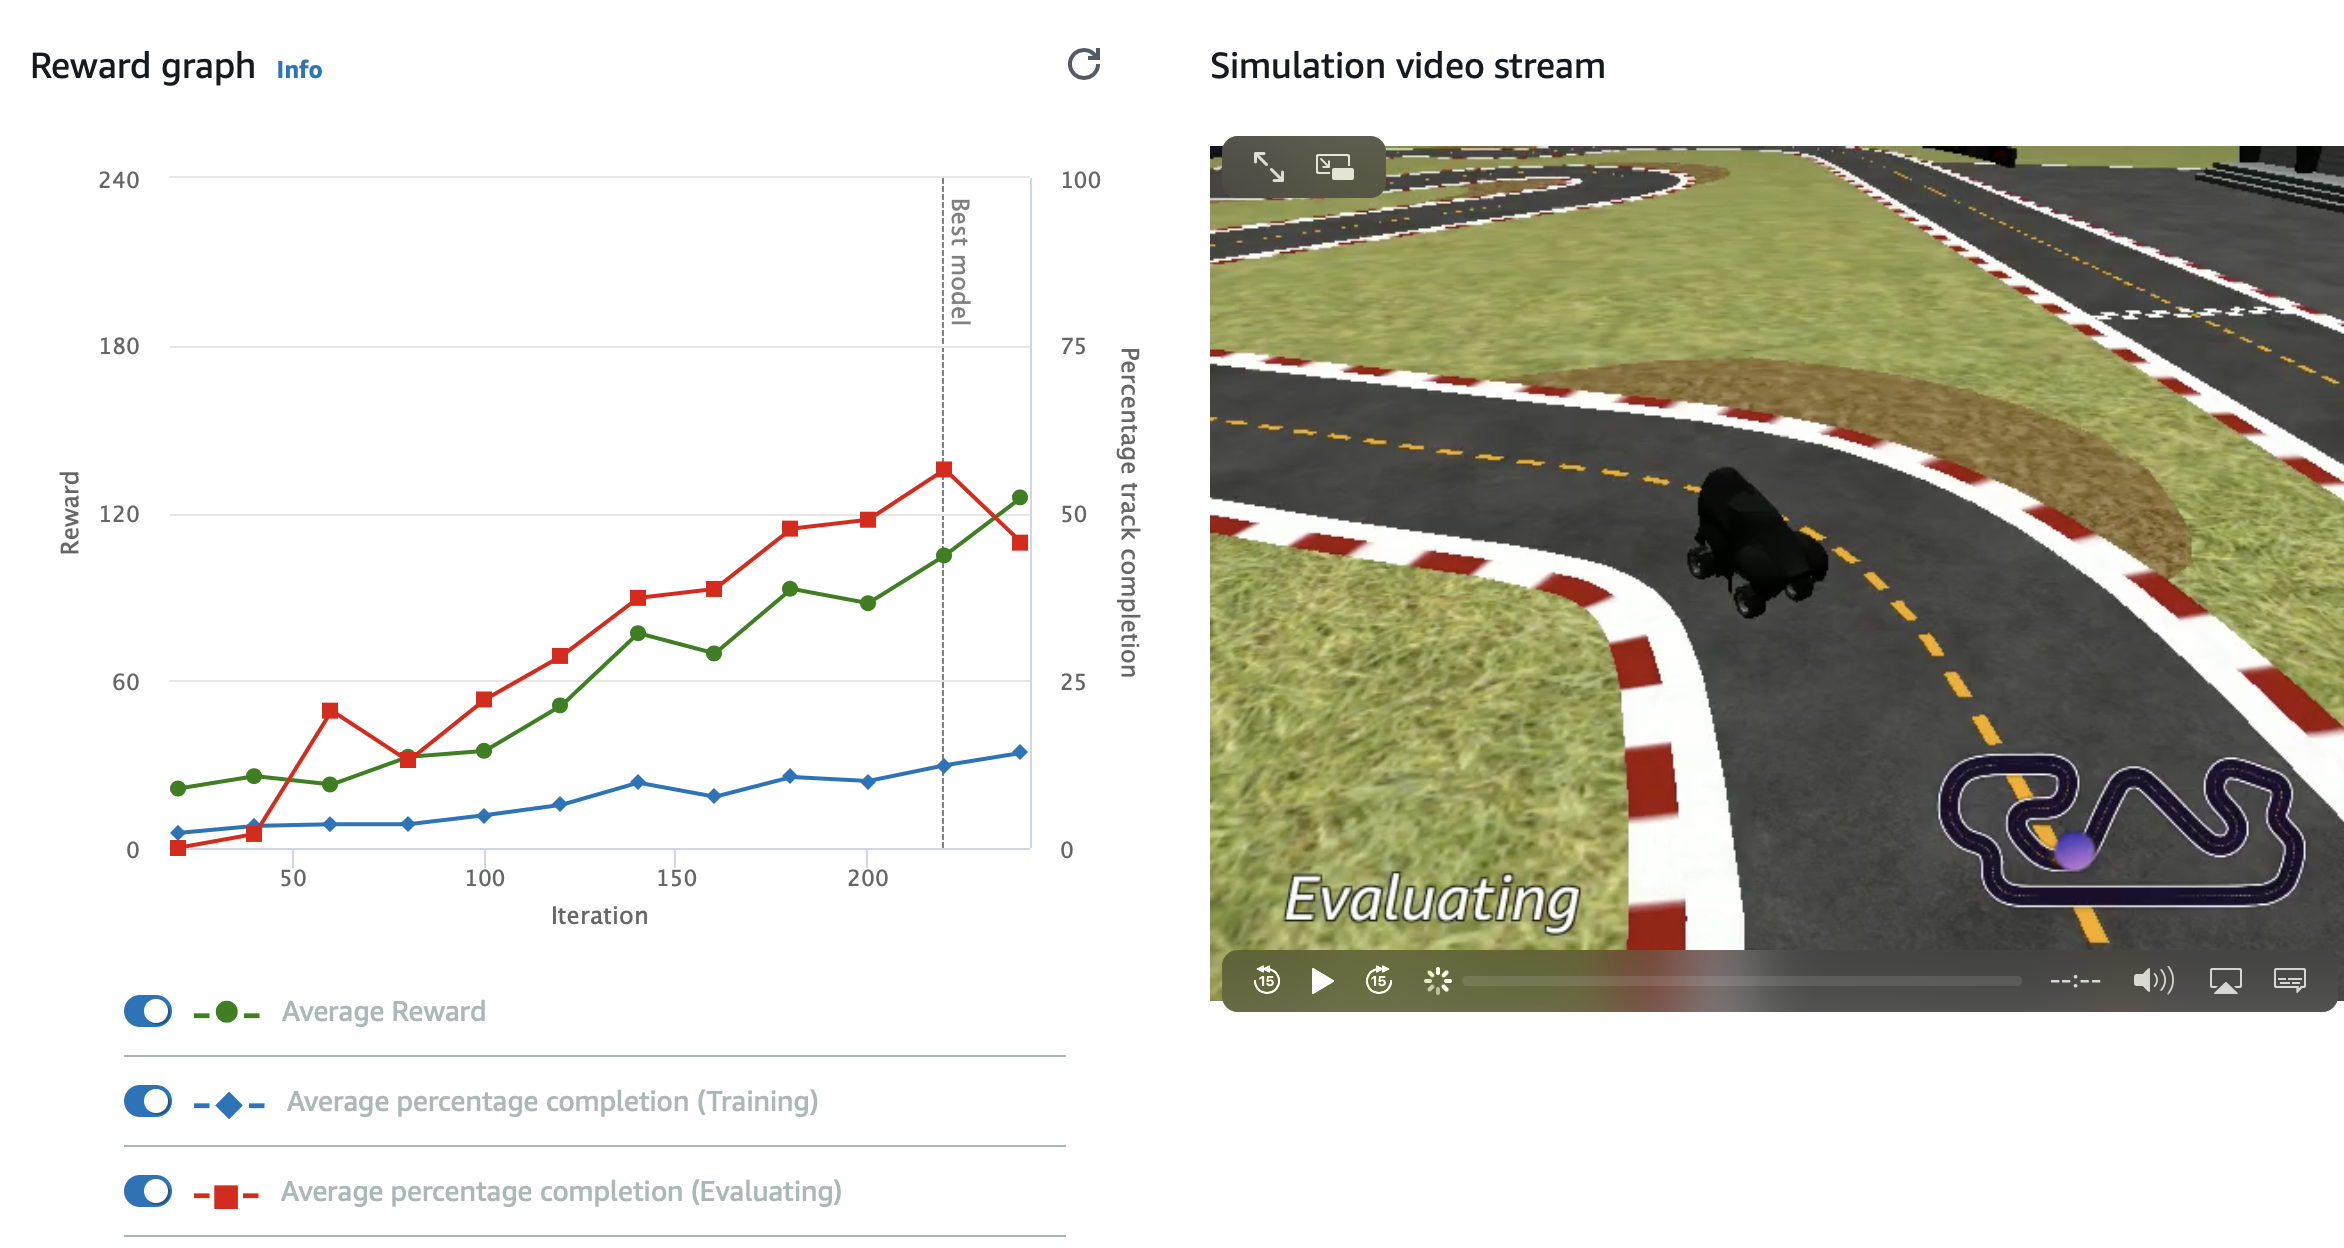 Reward graph Info
Simulation video stream
240
180
120
60
0
Reward
100
75
50
25
0
Percentage track completion
Best model
50 100 150 200
Iteration
Average Reward
Average percentage completion (Training)
Average percentage completion (Evaluating)
Evaluating
15 15 --:--